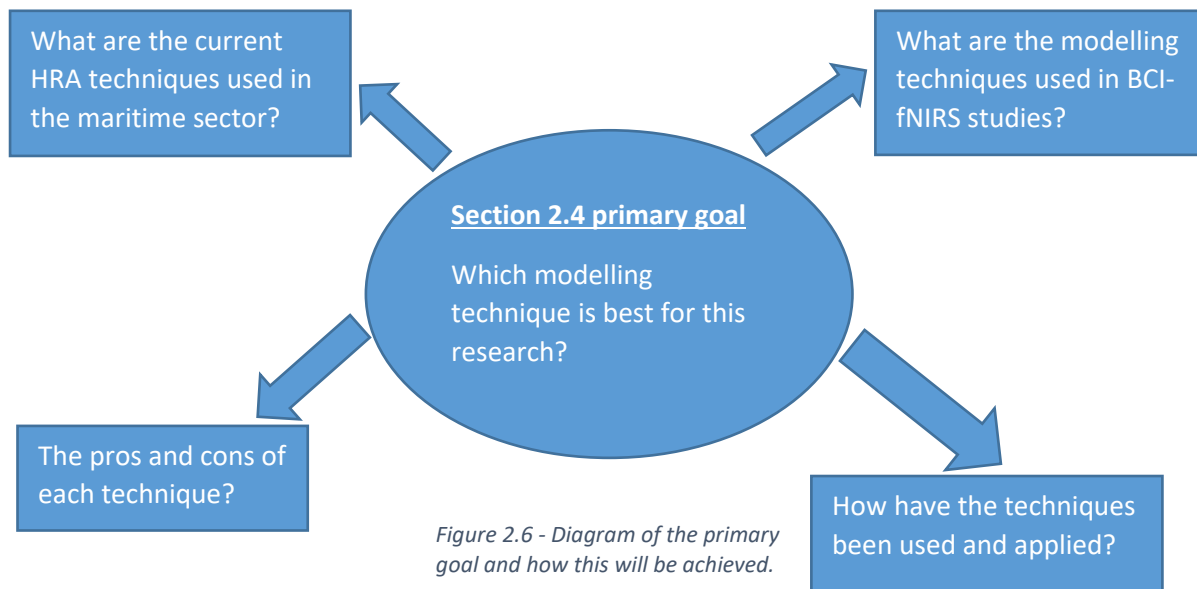 What are the current
HRA techniques used in
the maritime sector?
What are the modelling
techniques used in BCI-
fNIRS studies?
Section 2.4 primary goal
Which modelling
technique is best for this
research?
The pros and cons of
each technique?
How have the techniques
been used and applied?
Figure 2.6 - Diagram of the primary
goal and how this will be achieved.